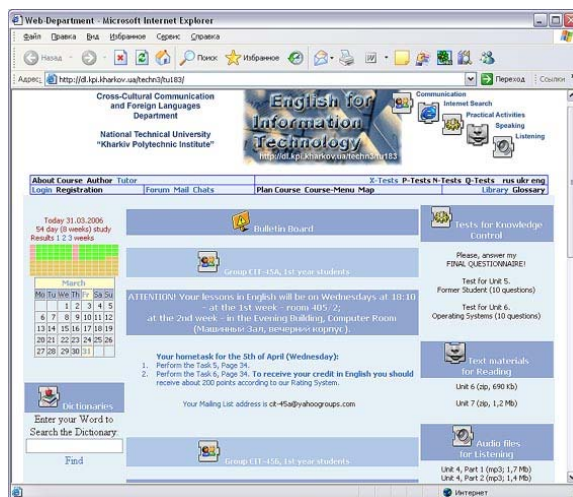 Web-Department - Microsoft Internet Explorer
Файл Правка Вид Избранное Сервис Справка
Назад Поиск Избранное
Адрес: http://dl.kpi.kharkov.ua/techn3/tu183/ Переход Ссылки
Cross-Cultural Communication
and Foreign Languages
Department
National Technical University
"Kharkiv Polytechnic Institute"
English for
Information
Technology
http://dl.kpi.kharkov.ua/techn3/tu183
Communication
Internet Search
Practical Activities
Speaking
Listening
About Course Author Tutor X-Tests P-Tests N-Tests Q-Tests rus ukr eng
Login Registration Forum Mail Chats Plan Course Course-Menu Map Library Glossary
Today 31.03.2006
54 day (8 weeks) study
Results 1 2 3 weeks
March
Mo Tu We Th Fr Sa Su
1 2 3 4 5
6 7 8 9 10 11 12
13 14 15 16 17 18 19
20 21 22 23 24 25 26
27 28 29 30 31
Dictionaries
Enter your Word to
Search the Dictionary:
Find
Bulletin Board
Group CIT-45A, 1st year students
ATTENTION! Your lessons in English will be on Wednesdays at 18:10
- at the 1st week - room 405/2;
at the 2nd week - in the Evening Building, Computer Room
(Машинный Зал, вечерний корпус).
Your hometask for the 5th of April (Wednesday):
1. Perform the Task 5, Page 34.
2. Perform the Task 6, Page 34. To receive your credit in English you should
receive about 200 points according to our Rating System.
Your Mailing List address is cit-45a@yahoogroups.com
Group CIT-45B, 1st year students
Tests for Knowledge
Control
Please, answer my
FINAL QUESTIONNAIRE!
Test for Unit 5.
Former Student (10 questions)
Test for Unit 6.
Operating Systems (10 questions)
Text materials
for Reading
Unit 6 (zip, 690 Kb)
Unit 7 (zip, 1,2 Mb)
Audio files
for Listening
Unit 4, Part 1 (mp3; 1,7 Mb)
Unit 4, Part 2 (mp3; 1,4 Mb)
Интернет